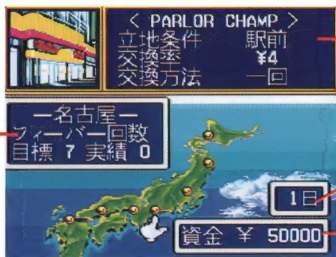 < PARLOR CHAMP >
立地条件 駅前
交換率 ¥4
交換方法 一回
ー名古屋ー
フィーバー回数
目標 7 実績 0
1日
資金 ¥ 50000